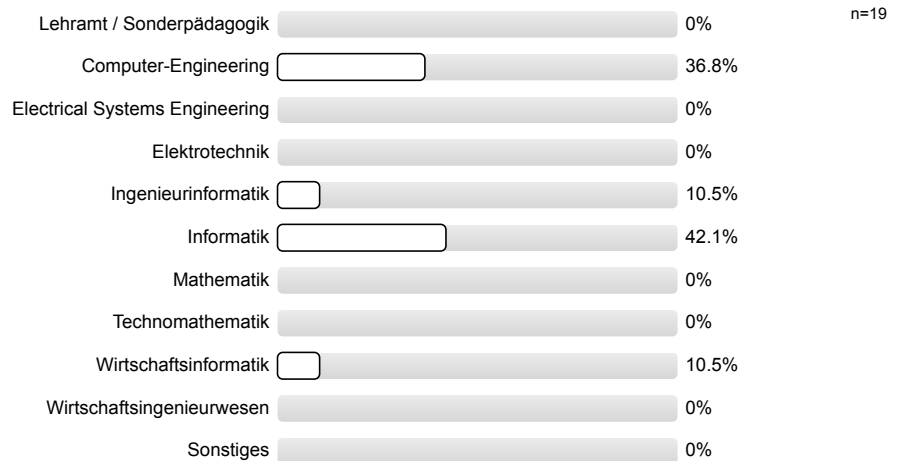 Lehramt / Sonderpädagogik 0% n=19
Computer-Engineering 36.8%
Electrical Systems Engineering 0%
Elektrotechnik 0%
Ingenieurinformatik 10.5%
Informatik 42.1%
Mathematik 0%
Technomathematik 0%
Wirtschaftsinformatik 10.5%
Wirtschaftsingenieurwesen 0%
Sonstiges 0%